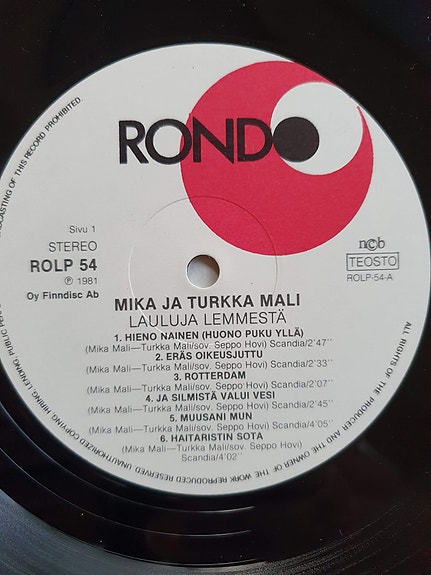 RONDO
Sivu 1
STEREO
ROLP 54
℗ 1981
Oy Finndisc Ab
ncb
TEOSTO
ROLP-54-A
MIKA JA TURKKA MALI
LAULUJA LEMMESTÄ
1. HIENO NAINEN (HUONO PUKU YLLÄ)
(Mika Mali—Turkka Mali/sov. Seppo Hovi) Scandia/2'47"
2. ERÄS OIKEUSJUTTU
(Mika Mali—Turkka Mali/sov. Seppo Hovi) Scandia/2'33"
3. ROTTERDAM
(Mika Mali—Turkka Mali/sov. Seppo Hovi) Scandia/2'07"
4. JA SILMISTÄ VALUI VESI
(Mika Mali—Turkka Mali/sov. Seppo Hovi) Scandia/2'45"
5. MUUSANI MUN
(Mika Mali—Turkka Mali/sov. Seppo Hovi) Scandia/4'05"
6. HAITARISTIN SOTA
(Mika Mali—Turkka Mali/sov. Seppo Hovi)
Scandia/4'02"
ALL RIGHTS OF THE PRODUCER AND THE OWNER OF THE WORK REPRODUCED RESERVED UNAUTHORIZED COPYING HIRING, LENDING, PUBLIC CASTING OF THIS RECORD PROHIBITED.